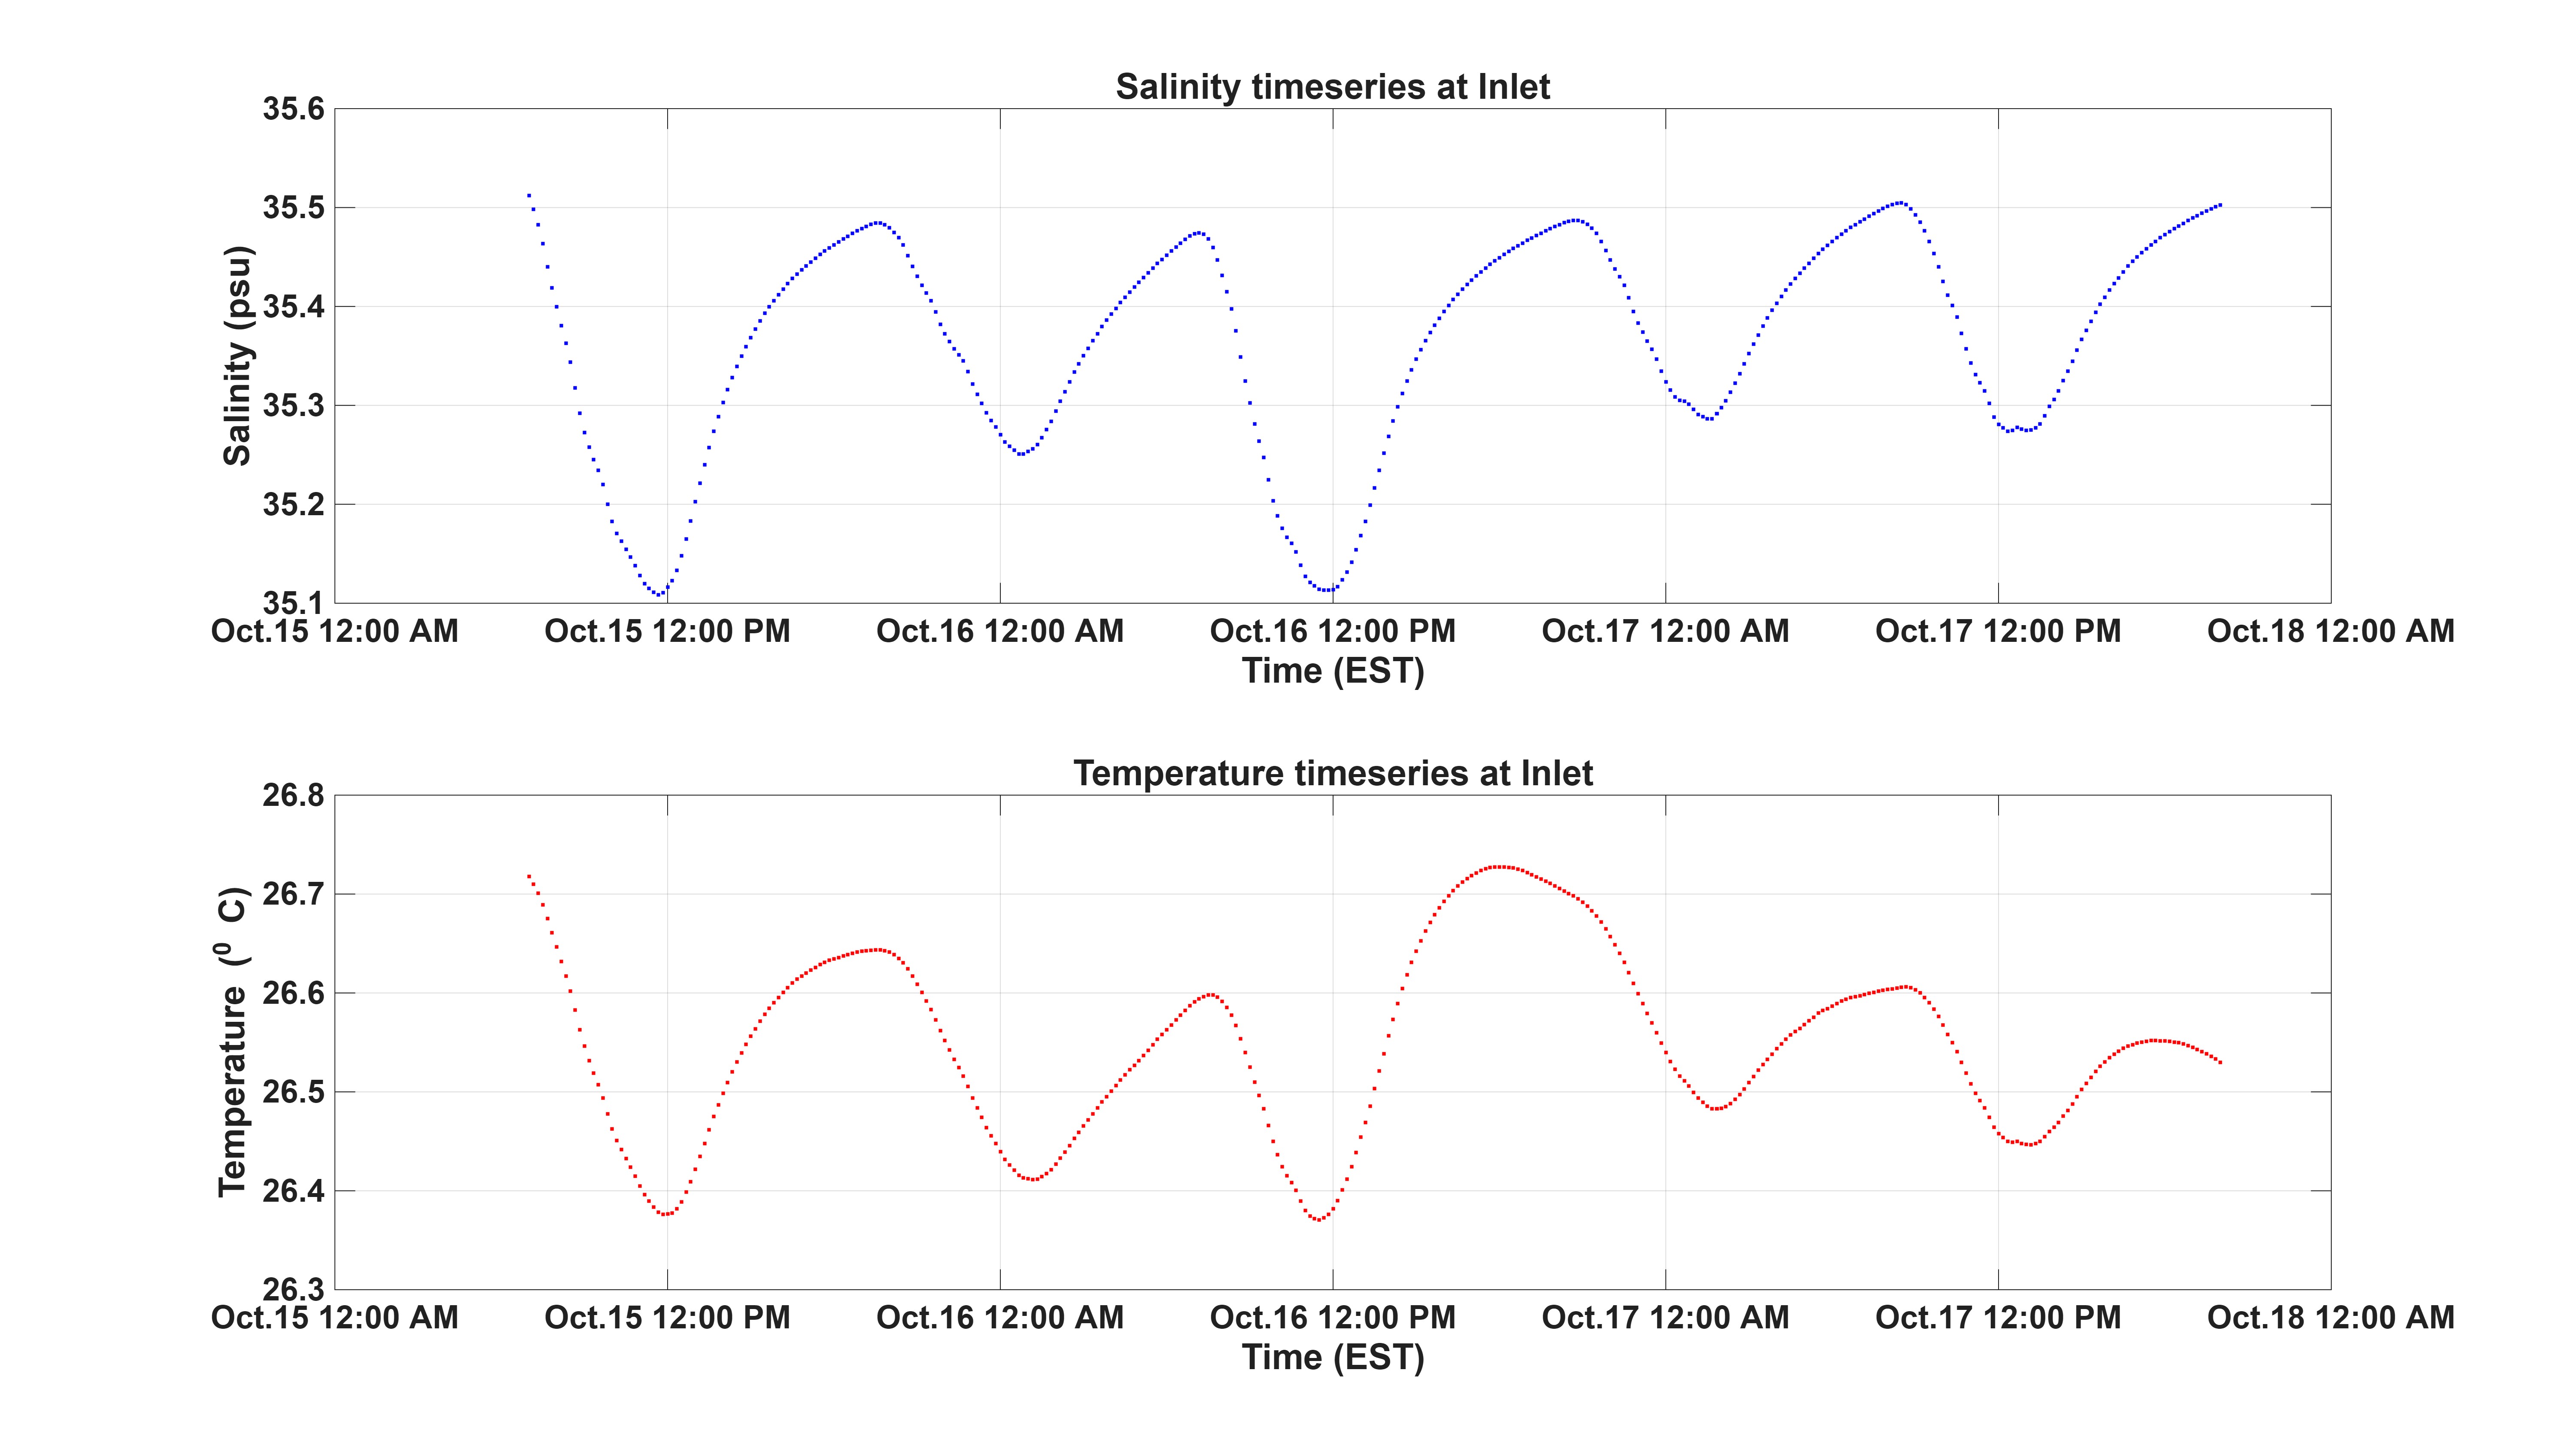 Salinity timeseries at Inlet
35.6
35.5
35.4
35.3
35.2
35.1
Salinity (psu)
Oct.15 12:00 AM Oct.15 12:00 PM Oct.16 12:00 AM Oct.16 12:00 PM Oct.17 12:00 AM Oct.17 12:00 PM Oct.18 12:00 AM
Time (EST)
Temperature timeseries at Inlet
26.8
26.7
26.6
26.5
26.4
26.3
Temperature (⁰ C)
Oct.15 12:00 AM Oct.15 12:00 PM Oct.16 12:00 AM Oct.16 12:00 PM Oct.17 12:00 AM Oct.17 12:00 PM Oct.18 12:00 AM
Time (EST)